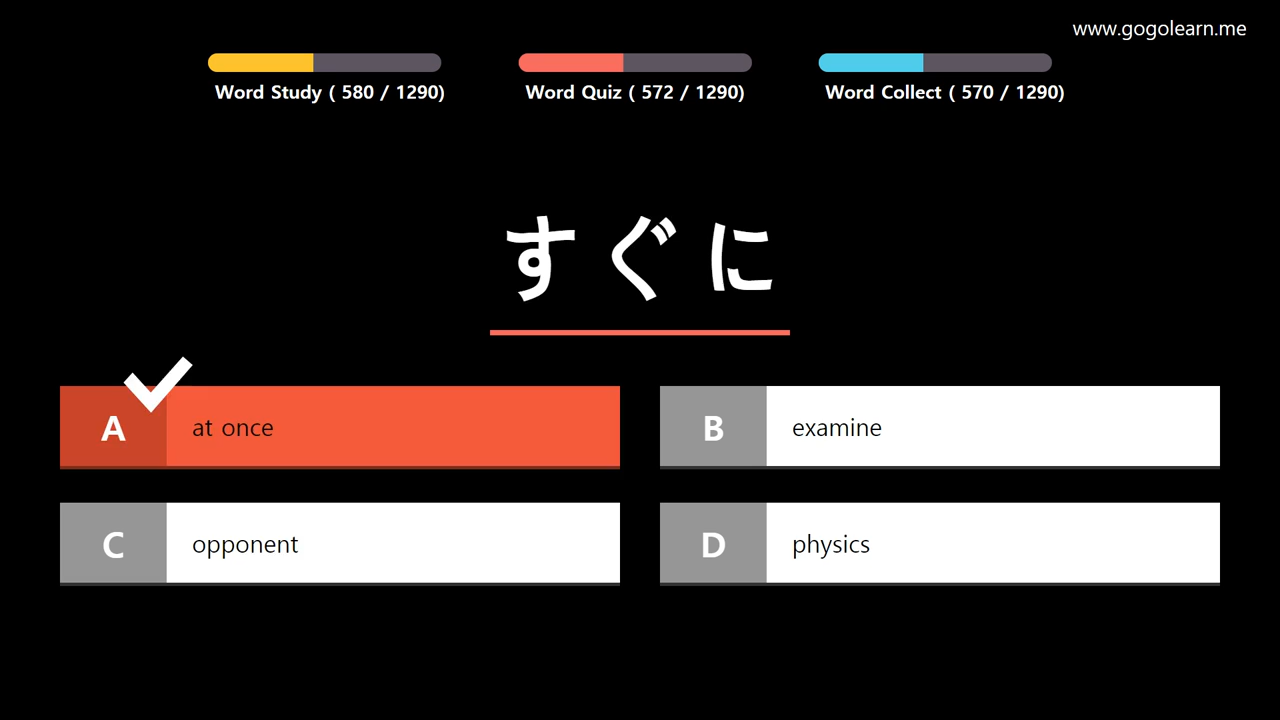 www.gogolearn.me
Word Study ( 580 / 1290)
Word Quiz ( 572 / 1290)
Word Collect ( 570 / 1290)
すぐに
A at once
B examine
C opponent
D physics